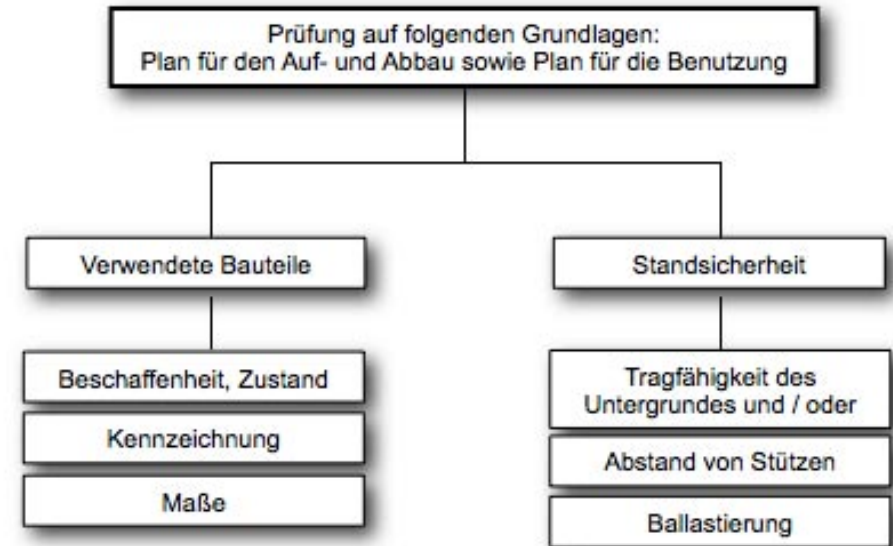 Prüfung auf folgenden Grundlagen:
Plan für den Auf- und Abbau sowie Plan für die Benutzung
Verwendete Bauteile
Beschaffenheit, Zustand
Kennzeichnung
Maße
Standsicherheit
Tragfähigkeit des
Untergrundes und / oder
Abstand von Stützen
Ballastierung